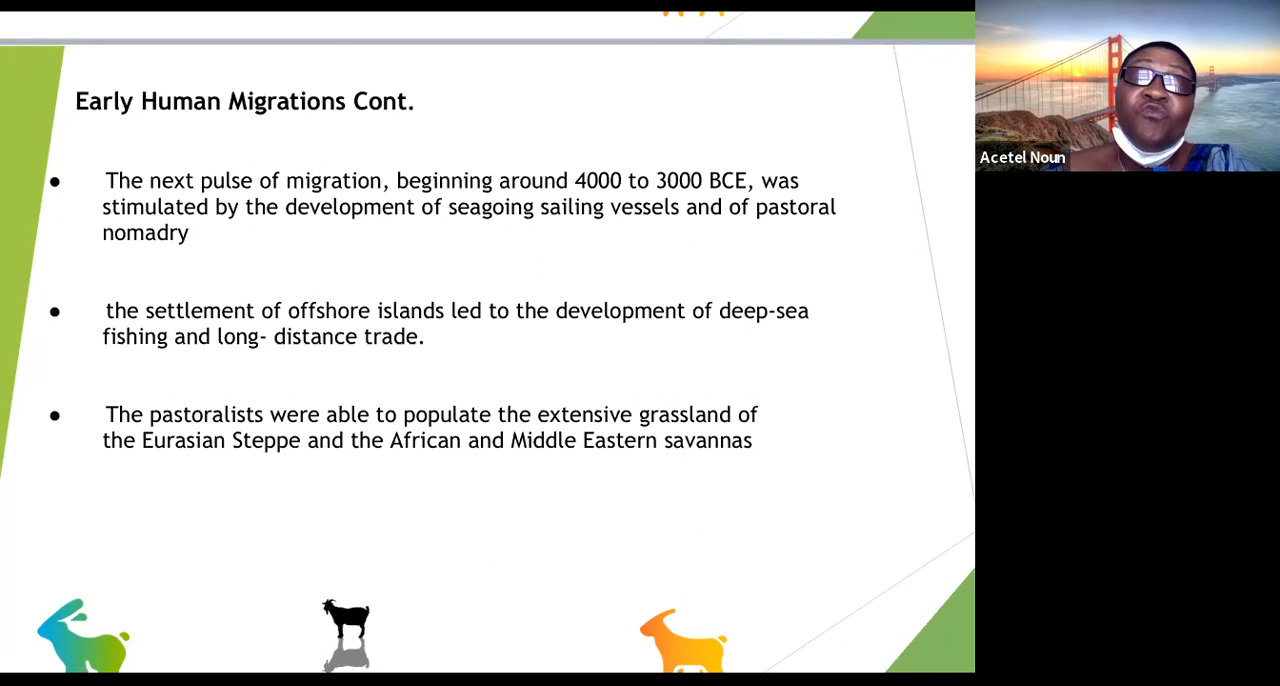 Early Human Migrations Cont.
● The next pulse of migration, beginning around 4000 to 3000 BCE, was
stimulated by the development of seagoing sailing vessels and of pastoral
nomadry
● the settlement of offshore islands led to the development of deep-sea
fishing and long- distance trade.
● The pastoralists were able to populate the extensive grassland of
the Eurasian Steppe and the African and Middle Eastern savannas
Acetel Noun